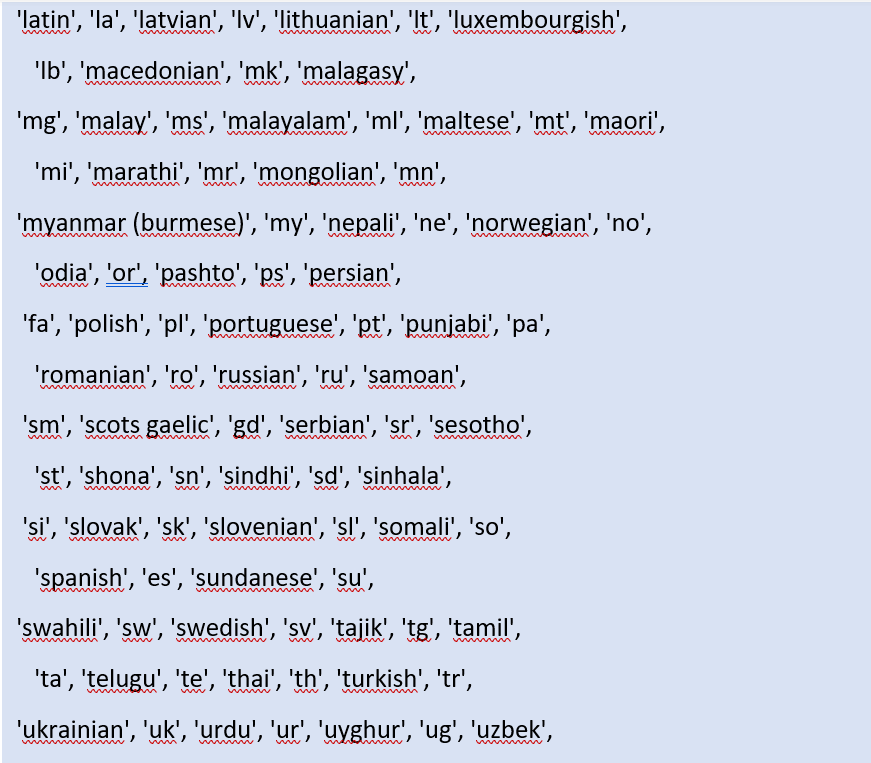 'latin', 'la', 'latvian', 'lv', 'lithuanian', 'lt', 'luxembourgish',
'lb', 'macedonian', 'mk', 'malagasy',
'mg', 'malay', 'ms', 'malayalam', 'ml', 'maltese', 'mt', 'maori',
'mi', 'marathi', 'mr', 'mongolian', 'mn',
'myanmar (burmese)', 'my', 'nepali', 'ne', 'norwegian', 'no',
'odia', 'or', 'pashto', 'ps', 'persian',
'fa', 'polish', 'pl', 'portuguese', 'pt', 'punjabi', 'pa',
'romanian', 'ro', 'russian', 'ru', 'samoan',
'sm', 'scots gaelic', 'gd', 'serbian', 'sr', 'sesotho',
'st', 'shona', 'sn', 'sindhi', 'sd', 'sinhala',
'si', 'slovak', 'sk', 'slovenian', 'sl', 'somali', 'so',
'spanish', 'es', 'sundanese', 'su',
'swahili', 'sw', 'swedish', 'sv', 'tajik', 'tg', 'tamil',
'ta', 'telugu', 'te', 'thai', 'th', 'turkish', 'tr',
'ukrainian', 'uk', 'urdu', 'ur', 'uyghur', 'ug', 'uzbek',